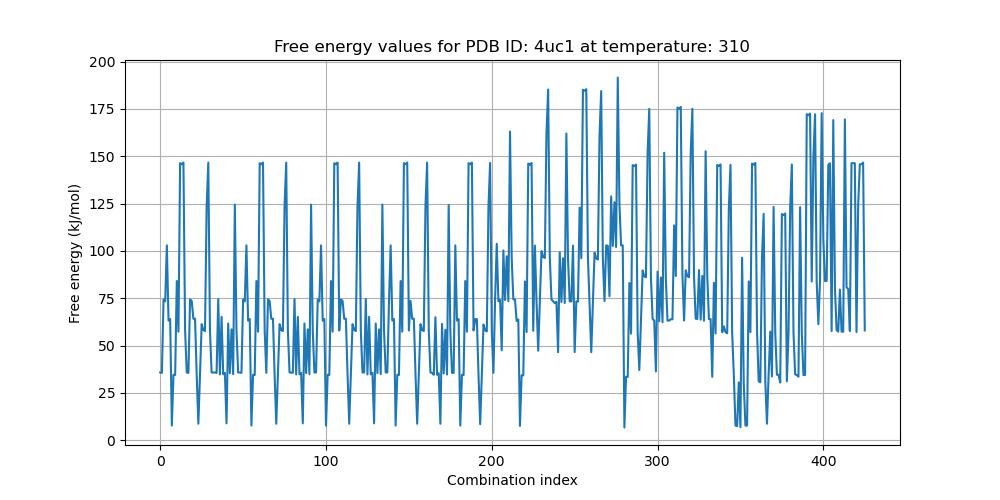 Free energy values for PDB ID: 4uc1 at temperature: 310
200
175
150
125
100
75
50
25
0
Free energy (kJ/mol)
0 100 200 300 400
Combination index